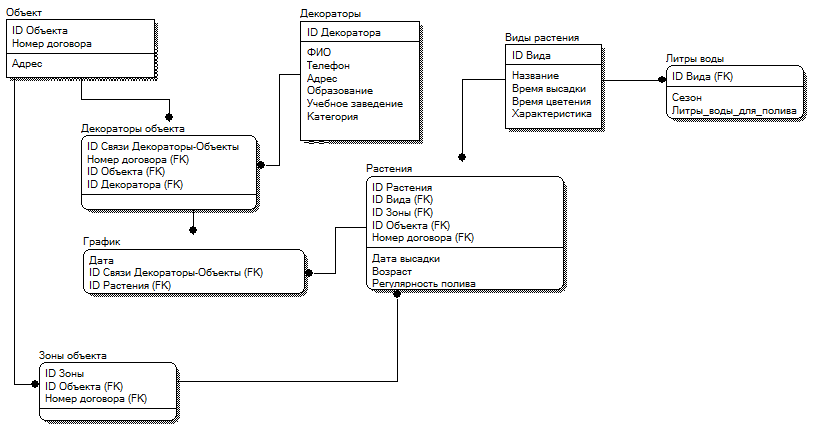 Объект
ID Объекта
Номер договора
Адрес
Декораторы
ID Декоратора
ФИО
Телефон
Адрес
Образование
Учебное заведение
Категория
Виды растения
ID Вида
Название
Время высадки
Время цветения
Характеристика
Литры воды
ID Вида (FK)
Сезон
Литры_воды_для_полива
Декораторы объекта
ID Связи Декораторы-Объекты
Номер договора (FK)
ID Объекта (FK)
ID Декоратора (FK)
Растения
ID Растения
ID Вида (FK)
ID Зоны (FK)
ID Объекта (FK)
Номер договора (FK)
Дата высадки
Возраст
Регулярность полива
График
Дата
ID Связи Декораторы-Объекты (FK)
ID Растения (FK)
Зоны объекта
ID Зоны
ID Объекта (FK)
Номер договора (FK)